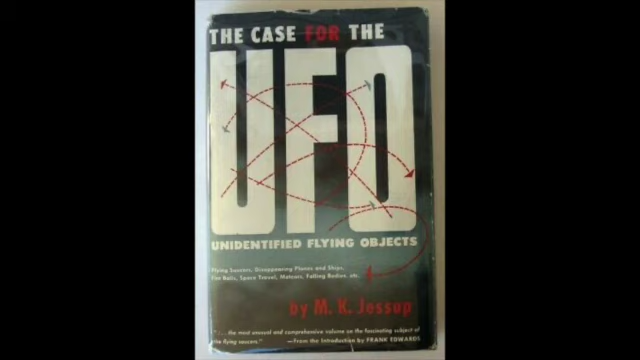 THE CASE FOR THE
UFO
UNIDENTIFIED FLYING OBJECTS
Flying Saucers, Disappearing Planes and Ships,
Fire Balls, Space Travel, Meteors, Falling Bodies, etc.
by M. K. Jessup
". . . the most unusual and comprehensive volume on the fascinating subject of
the flying saucers." —From the Introduction by FRANK EDWARDS